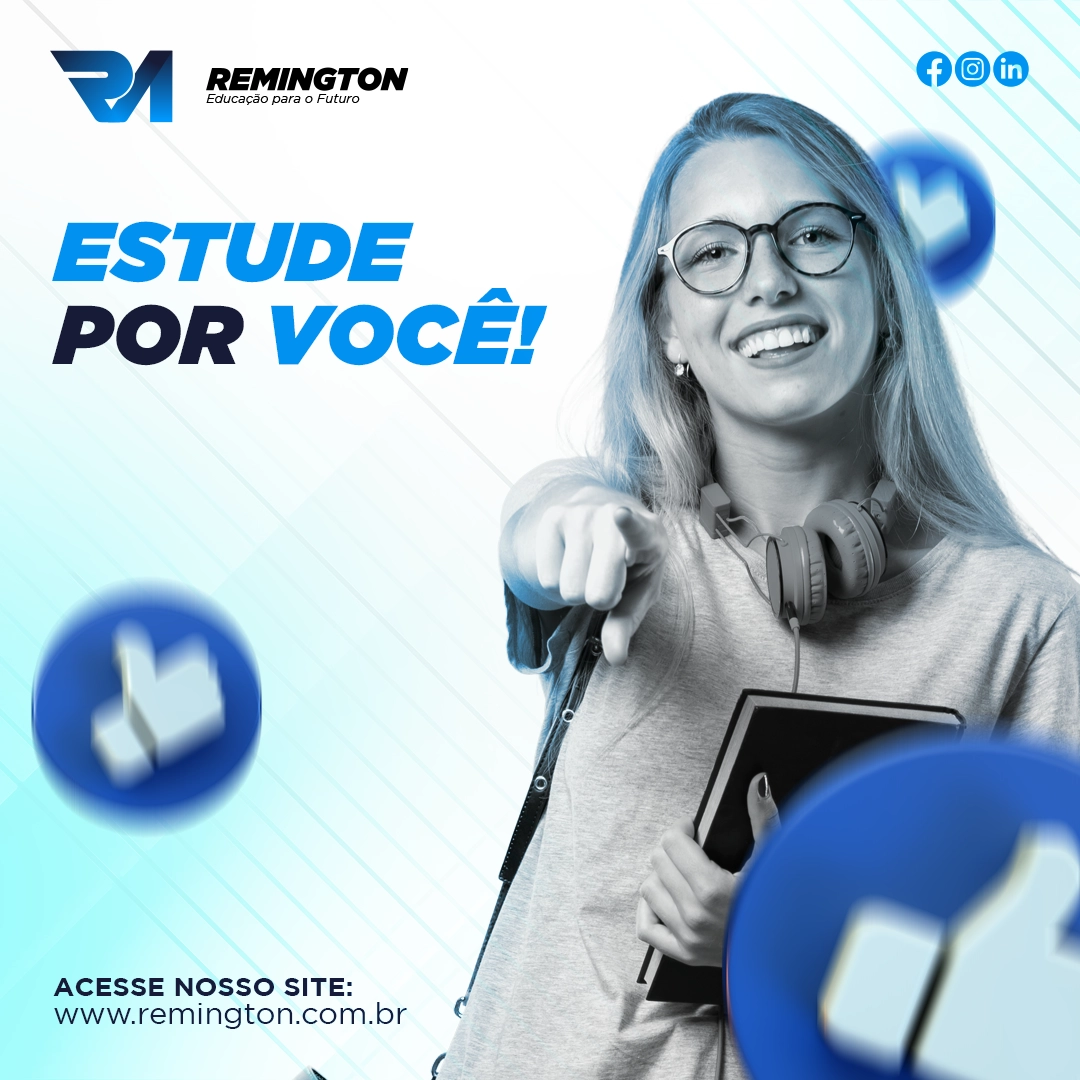 REMINGTON
Educação para o Futuro
ESTUDE
POR VOCÊ!
ACESSE NOSSO SITE:
www.remington.com.br